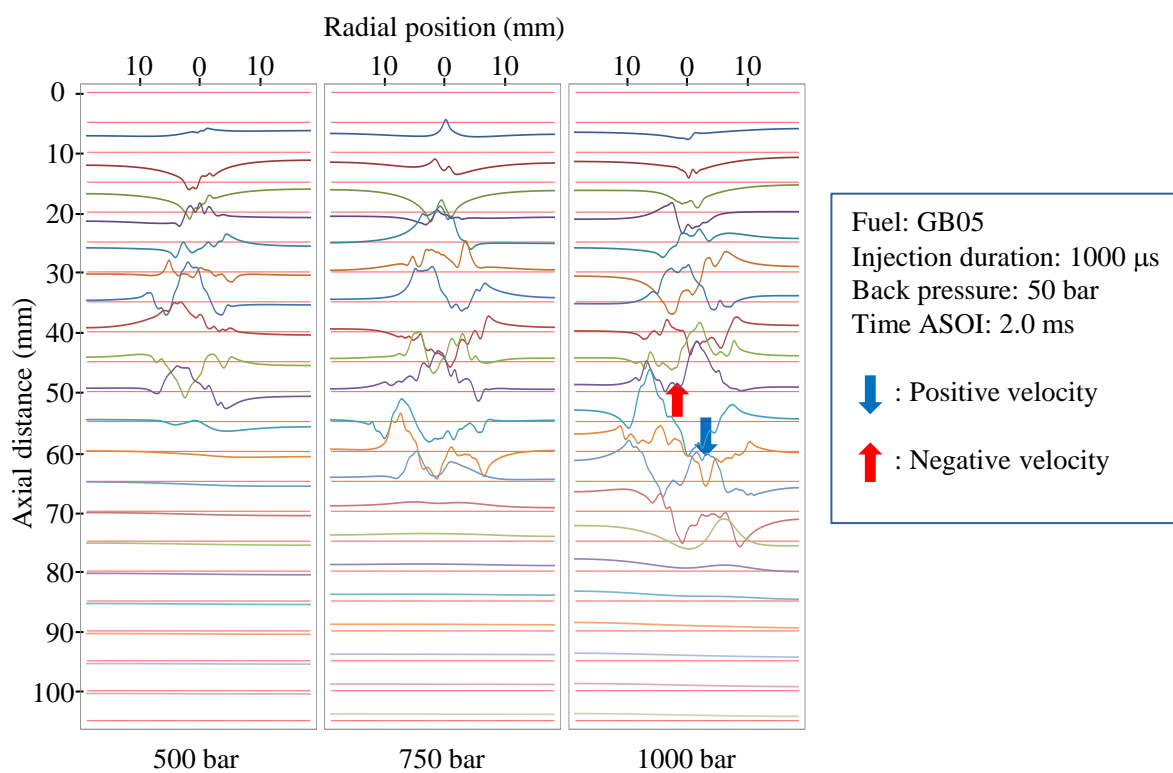 Radial position (mm)
10 0 10 10 0 10 10 0 10
Axial distance (mm)
0
10
20
30
40
50
60
70
80
90
100
500 bar 750 bar 1000 bar
Fuel: GB05
Injection duration: 1000 μs
Back pressure: 50 bar
Time ASOI: 2.0 ms
: Positive velocity
: Negative velocity